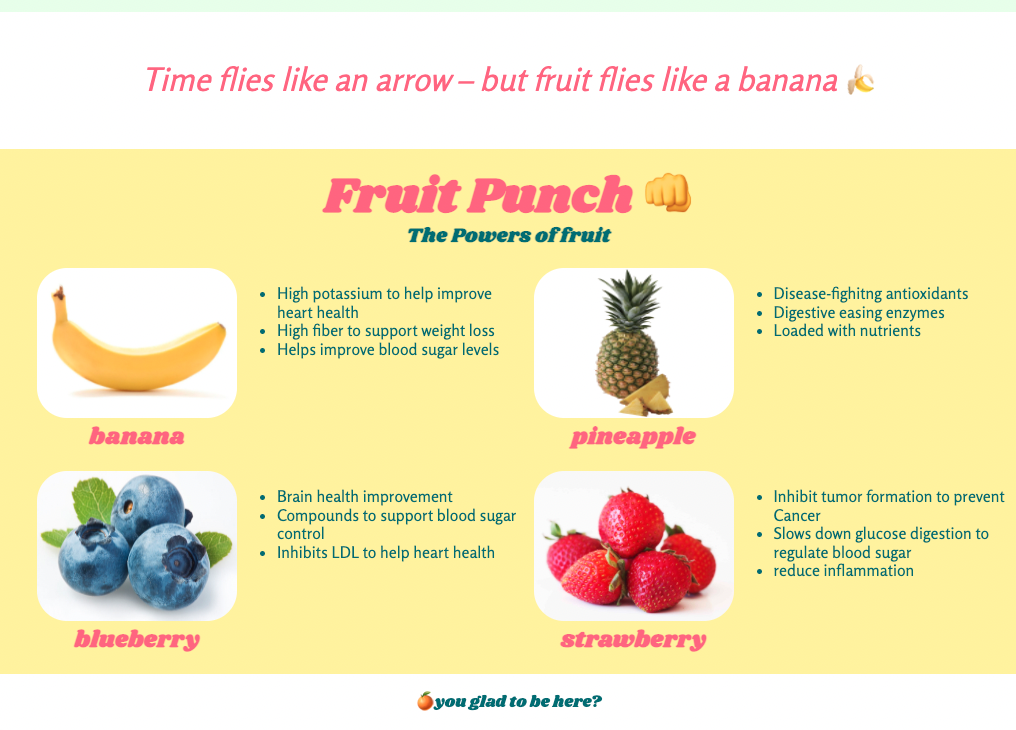 Time flies like an arrow – but fruit flies like a banana 🍌
Fruit Punch 👊
The Powers of fruit
High potassium to help improve
heart health
High fiber to support weight loss
Helps improve blood sugar levels
banana
Disease-fighitng antioxidants
Digestive easing enzymes
Loaded with nutrients
pineapple
Brain health improvement
Compounds to support blood sugar
control
Inhibits LDL to help heart health
blueberry
Inhibit tumor formation to prevent
Cancer
Slows down glucose digestion to
regulate blood sugar
reduce inflammation
strawberry
🍊you glad to be here?